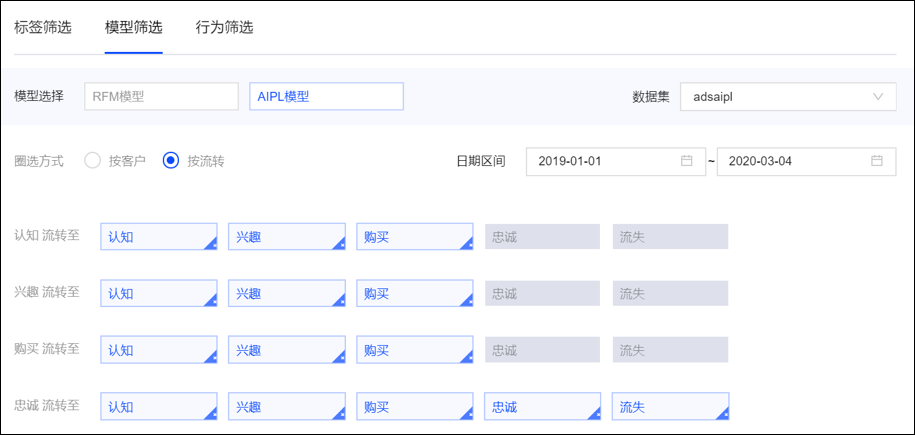 标签筛选 模型筛选 行为筛选
模型选择 RFM模型 AIPL模型 数据集 adsaipl
圈选方式 按客户 按流转 日期区间 2019-01-01 ~ 2020-03-04
认知 流转至 认知 兴趣 购买 忠诚 流失
兴趣 流转至 认知 兴趣 购买 忠诚 流失
购买 流转至 认知 兴趣 购买 忠诚 流失
忠诚 流转至 认知 兴趣 购买 忠诚 流失